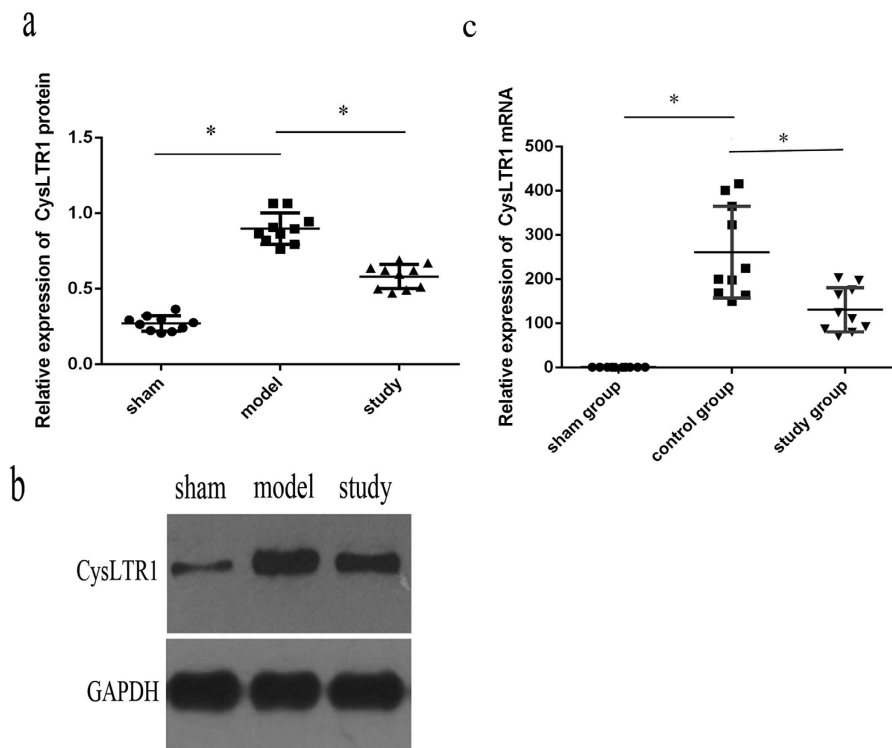 a
Relative expression of CysLTR1 protein
1.5
1.0
0.5
0.0
*
*
sham
model
study
c
Relative expression of CysLTR1 mRNA
500
400
300
200
100
0
*
*
sham group
control group
study group
b
sham model study
CysLTR1
GAPDH